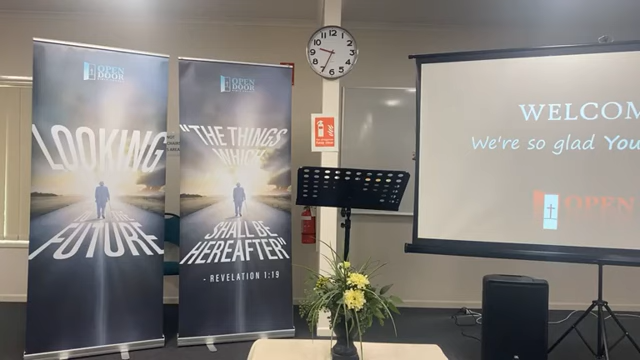 OPEN
DOOR
LOOKING
FUTURE
OPEN
DOOR
"THE THINGS
WHICH
SHALL BE
HEREAFTER"
- REVELATION 1:19
WELCOM
We're so glad You
OPEN